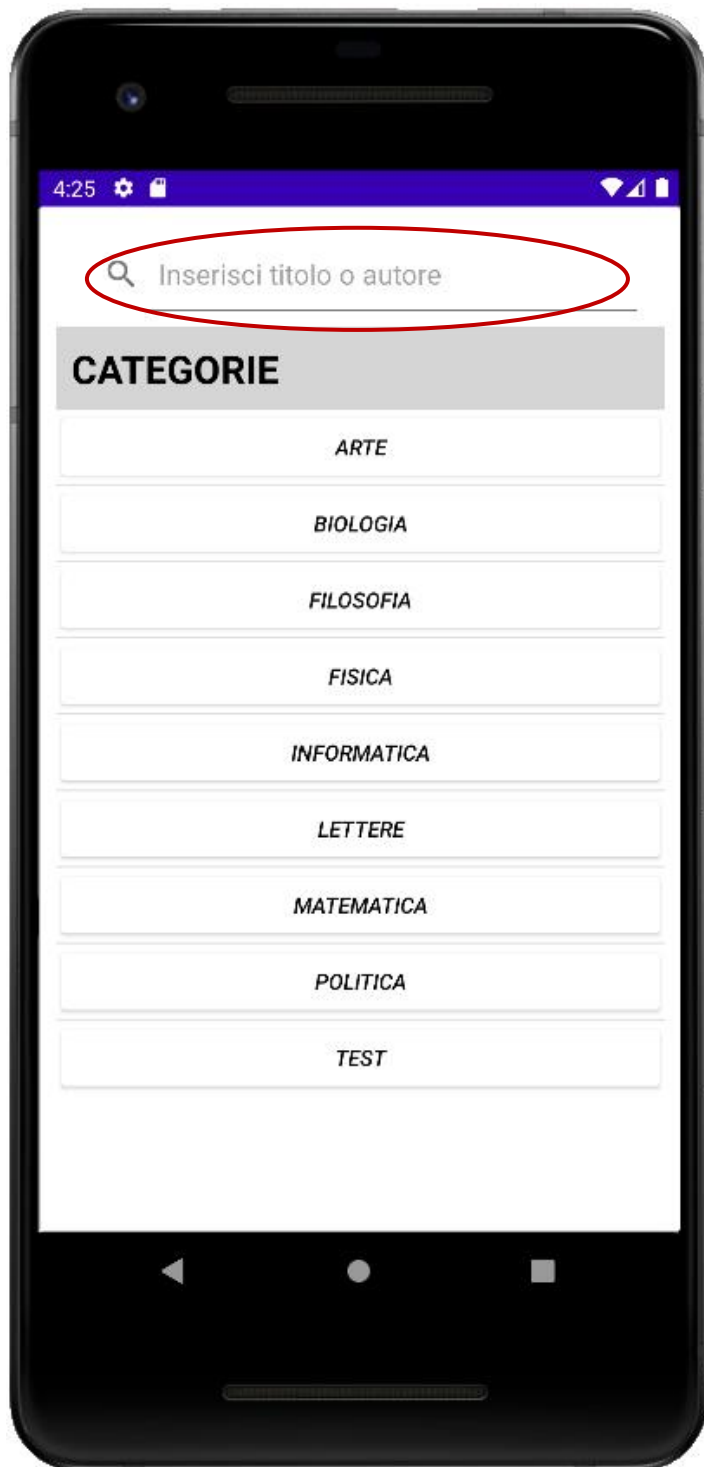 4:25
Inserisci titolo o autore
CATEGORIE
ARTE
BIOLOGIA
FILOSOFIA
FISICA
INFORMATICA
LETTERE
MATEMATICA
POLITICA
TEST